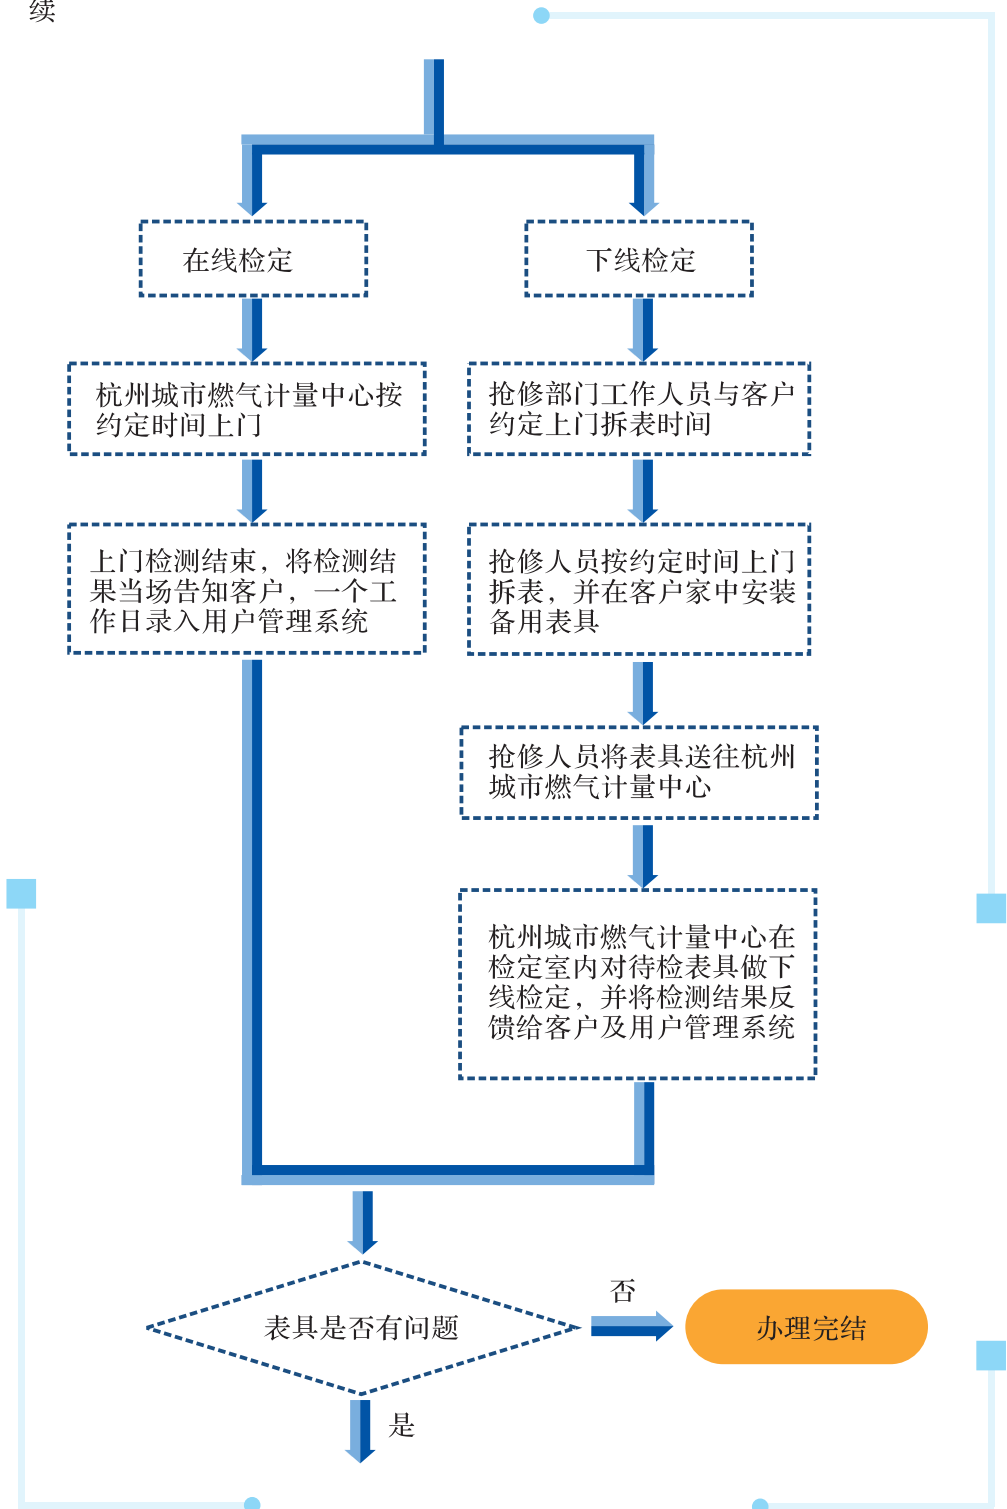 续
在线检定
下线检定
杭州城市燃气计量中心按
约定时间上门
抢修部门工作人员与客户
约定上门拆表时间
上门检测结束，将检测结
果当场告知客户，一个工
作日录入用户管理系统
抢修人员按约定时间上门
拆表，并在客户家中安装
备用表具
抢修人员将表具送往杭州
城市燃气计量中心
杭州城市燃气计量中心在
检定室内对待检表具做下
线检定，并将检测结果反
馈给客户及用户管理系统
表具是否有问题
否
办理完结
是